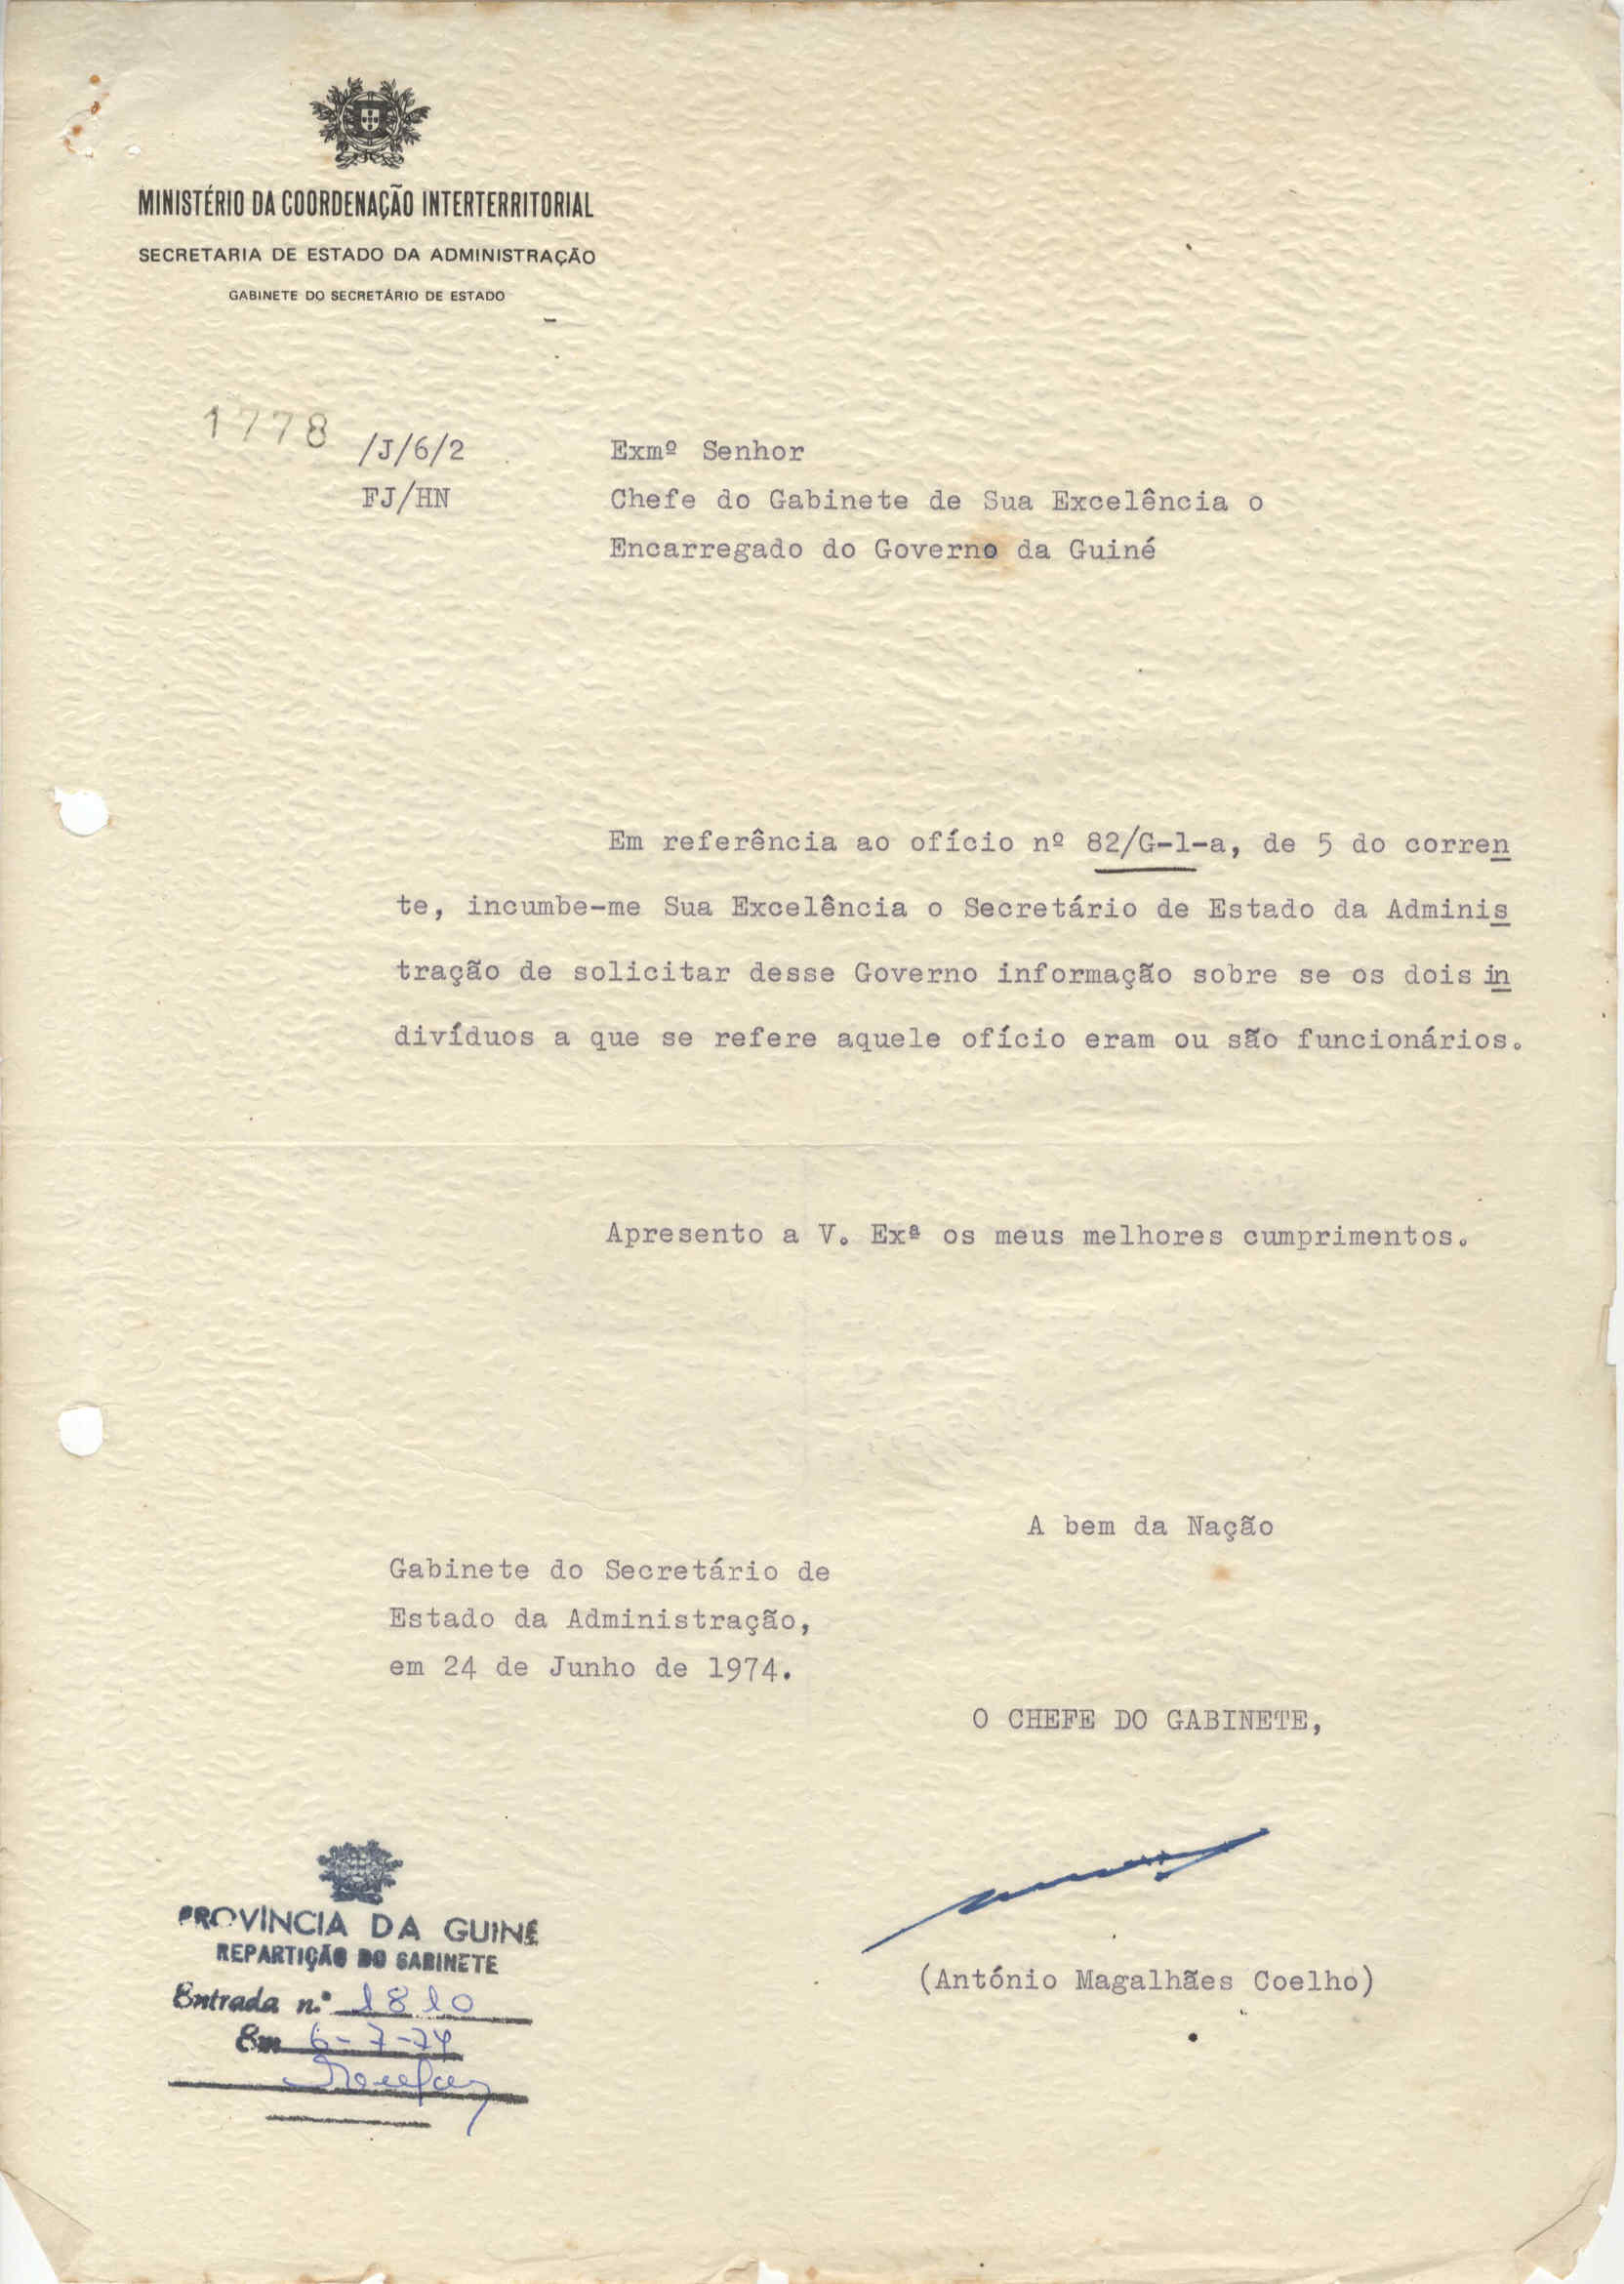 MINISTÉRIO DA COORDENAÇÃO INTERTERRITORIAL
SECRETARIA DE ESTADO DA ADMINISTRAÇÃO
GABINETE DO SECRETÁRIO DE ESTADO
1778 /J/6/2
FJ/HN
Exmº Senhor
Chefe do Gabinete de Sua Excelência o
Encarregado do Governo da Guiné
Em referência ao ofício nº 82/G-1-a, de 5 do corren
te, incumbe-me Sua Excelência o Secretário de Estado da Adminis
tração de solicitar desse Governo informação sobre se os dois in
divíduos a que se refere aquele ofício eram ou são funcionários.
Apresento a V. Exª os meus melhores cumprimentos.
A bem da Nação
Gabinete do Secretário de
Estado da Administração,
em 24 de Junho de 1974.
O CHEFE DO GABINETE,
(António Magalhães Coelho)
PROVÍNCIA DA GUINÉ
REPARTIÇÃO DO GABINETE
Entrada n.º 1810
Em 6-7-74